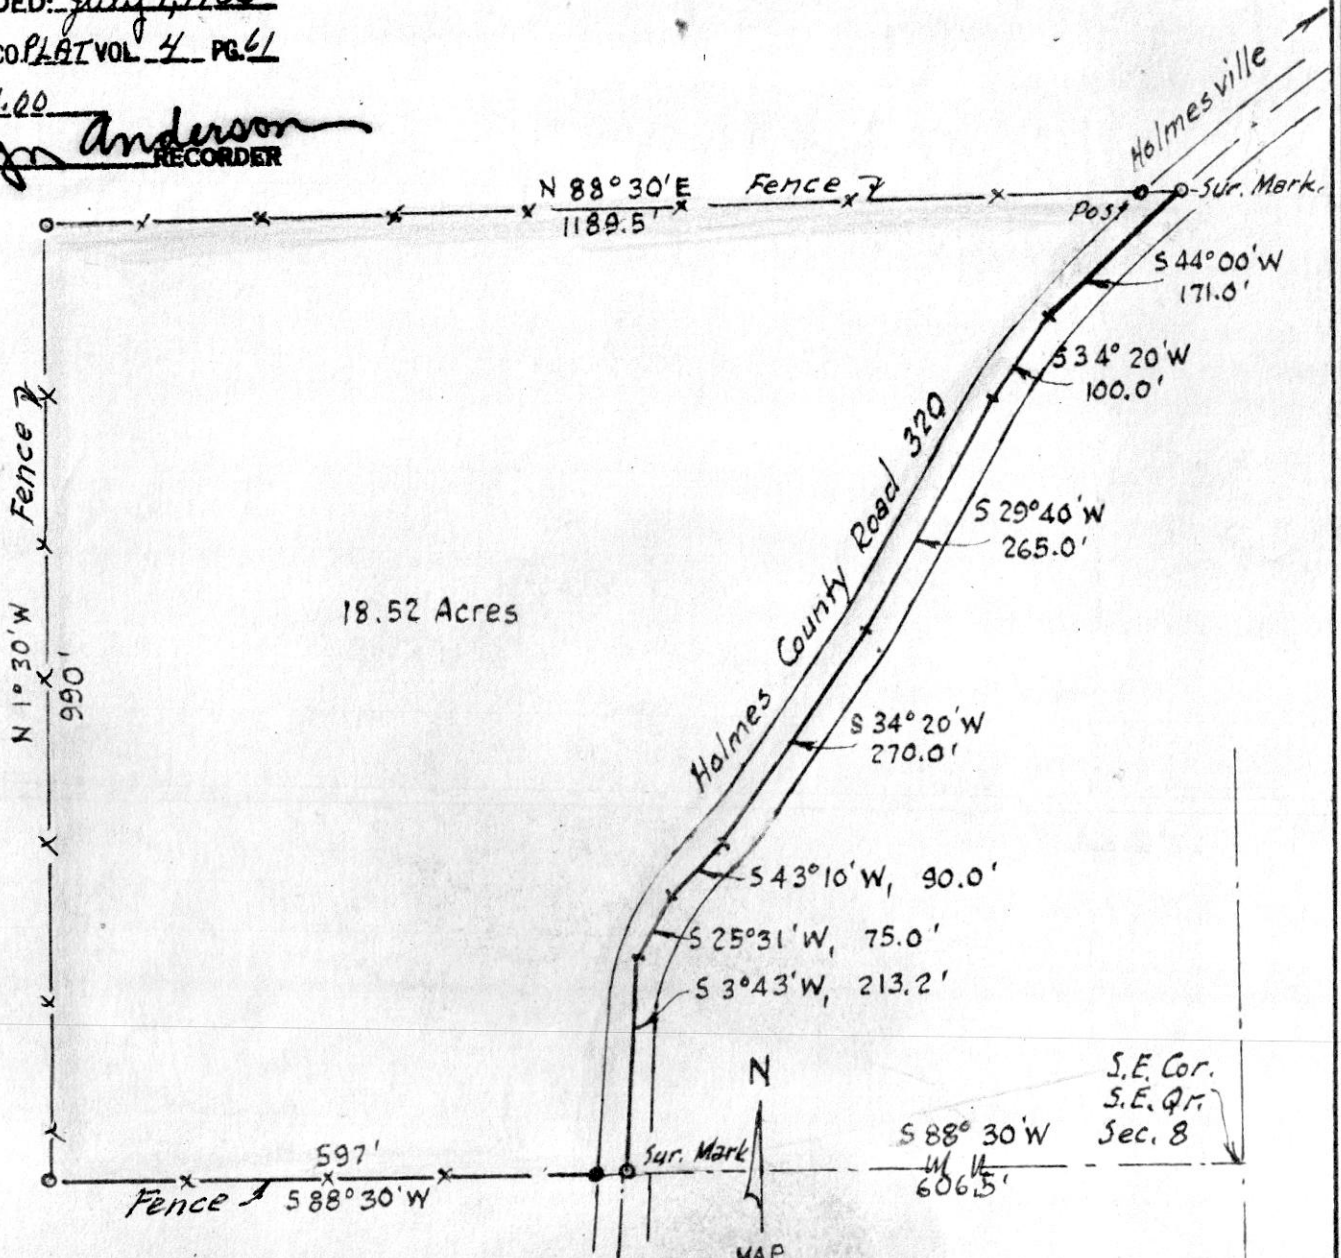 CO. PLAT VOL. 4 PG. 61
Anderson
RECORDER
Holmesville
N 88°30'E
1189.5'
Fence
Post
Sur. Mark.
S 44°00'W
171.0'
S 34° 20'W
100.0'
Holmes County Road 320
S 29°40'W
265.0'
Fence
N 1°30'W
990'
18.52 Acres
S 34°20'W
270.0'
S 43°10'W, 90.0'
S 25°31'W, 75.0'
S 3°43'W, 213.2'
N
S.E. Cor.
S.E. Qr.
Sec. 8
S 88° 30'W
606.5'
Sur. Mark
597'
S 88°30'W
Fence
MAP